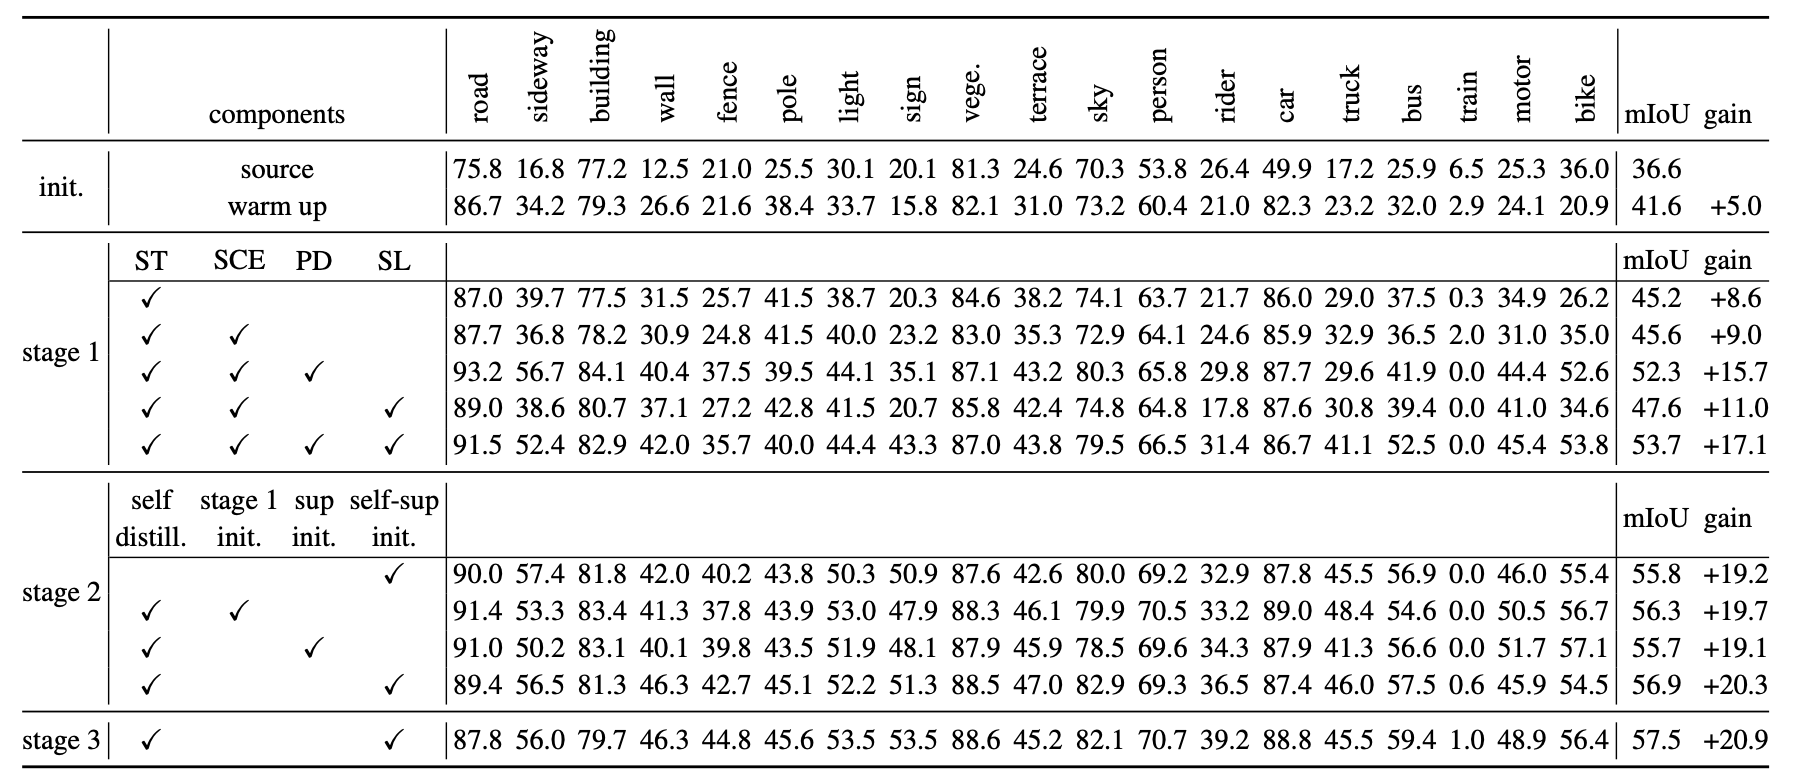 components road sideway building wall fence pole light sign vege. terrace sky person rider car truck bus train motor bike mIoU gain
init.
source 75.8 16.8 77.2 12.5 21.0 25.5 30.1 20.1 81.3 24.6 70.3 53.8 26.4 49.9 17.2 25.9 6.5 25.3 36.0 36.6
warm up 86.7 34.2 79.3 26.6 21.6 38.4 33.7 15.8 82.1 31.0 73.2 60.4 21.0 82.3 23.2 32.0 2.9 24.1 20.9 41.6 +5.0
stage 1
ST SCE PD SL mIoU gain
✓ 87.0 39.7 77.5 31.5 25.7 41.5 38.7 20.3 84.6 38.2 74.1 63.7 21.7 86.0 29.0 37.5 0.3 34.9 26.2 45.2 +8.6
✓ ✓ 87.7 36.8 78.2 30.9 24.8 41.5 40.0 23.2 83.0 35.3 72.9 64.1 24.6 85.9 32.9 36.5 2.0 31.0 35.0 45.6 +9.0
✓ ✓ ✓ 93.2 56.7 84.1 40.4 37.5 39.5 44.1 35.1 87.1 43.2 80.3 65.8 29.8 87.7 29.6 41.9 0.0 44.4 52.6 52.3 +15.7
✓ ✓ ✓ 89.0 38.6 80.7 37.1 27.2 42.8 41.5 20.7 85.8 42.4 74.8 64.8 17.8 87.6 30.8 39.4 0.0 41.0 34.6 47.6 +11.0
✓ ✓ ✓ ✓ 91.5 52.4 82.9 42.0 35.7 40.0 44.4 43.3 87.0 43.8 79.5 66.5 31.4 86.7 41.1 52.5 0.0 45.4 53.8 53.7 +17.1
stage 2
self stage 1 sup self-sup mIoU gain
distill. init. init. init.
✓ 90.0 57.4 81.8 42.0 40.2 43.8 50.3 50.9 87.6 42.6 80.0 69.2 32.9 87.8 45.5 56.9 0.0 46.0 55.4 55.8 +19.2
✓ ✓ 91.4 53.3 83.4 41.3 37.8 43.9 53.0 47.9 88.3 46.1 79.9 70.5 33.2 89.0 48.4 54.6 0.0 50.5 56.7 56.3 +19.7
✓ ✓ 91.0 50.2 83.1 40.1 39.8 43.5 51.9 48.1 87.9 45.9 78.5 69.6 34.3 87.9 41.3 56.6 0.0 51.7 57.1 55.7 +19.1
✓ ✓ 89.4 56.5 81.3 46.3 42.7 45.1 52.2 51.3 88.5 47.0 82.9 69.3 36.5 87.4 46.0 57.5 0.6 45.9 54.5 56.9 +20.3
stage 3 ✓ ✓ 87.8 56.0 79.7 46.3 44.8 45.6 53.5 53.5 88.6 45.2 82.1 70.7 39.2 88.8 45.5 59.4 1.0 48.9 56.4 57.5 +20.9